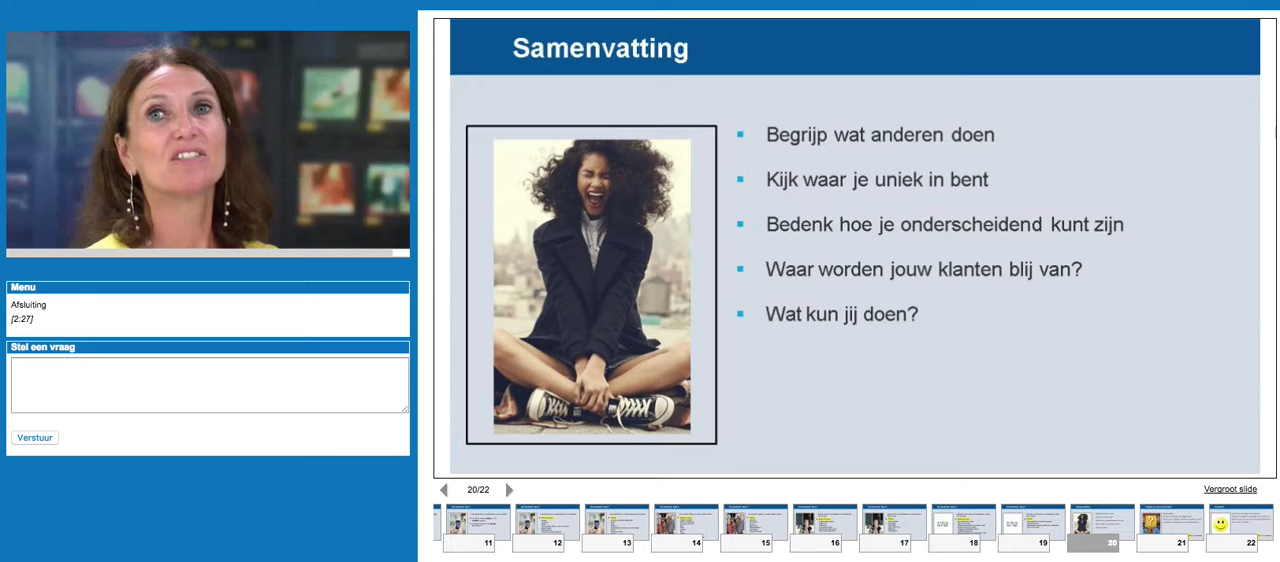 Samenvatting
Begrijp wat anderen doen
Kijk waar je uniek in bent
Bedenk hoe je onderscheidend kunt zijn
Waar worden jouw klanten blij van?
Wat kun jij doen?
Menu
Afsluiting
[2:27]
Stel een vraag
Verstuur
20/22
Vergroot slide
11
12
13
14
15
16
17
18
19
20
21
22